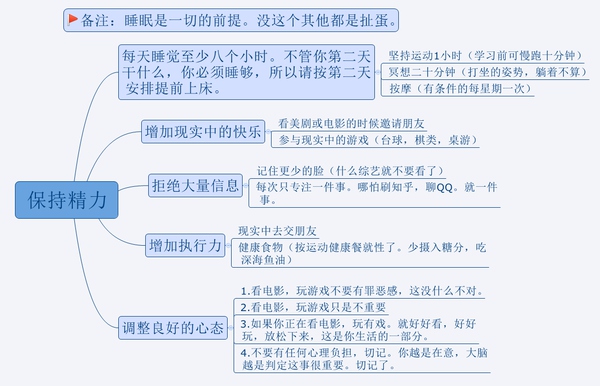 备注：睡眠是一切的前提。没这个其他都是扯蛋。
保持精力
每天睡觉至少八个小时。不管你第二天
干什么，你必须睡够，所以请按第二天
安排提前上床。
坚持运动1小时（学习前可慢跑十分钟）
冥想二十分钟（打坐的姿势，躺着不算）
按摩（有条件的每星期一次）
增加现实中的快乐
看美剧或电影的时候邀请朋友
参与现实中的游戏（台球，棋类，桌游）
拒绝大量信息
记住更少的脸（什么综艺就不要看了）
每次只专注一件事。哪怕刷知乎，聊QQ。就一件
事。
增加执行力
现实中去交朋友
健康食物（按运动健康餐就性了。少摄入糖分，吃
深海鱼油）
调整良好的心态
1.看电影，玩游戏不要有罪恶感，这没什么不对。
2.看电影，玩游戏只是不重要
3.如果你正在看电影，玩有戏。就好好看，好好
玩，放松下来，这是你生活的一部分。
4.不要有任何心理负担，切记。你越是在意，大脑
越是判定这事很重要。切记了。